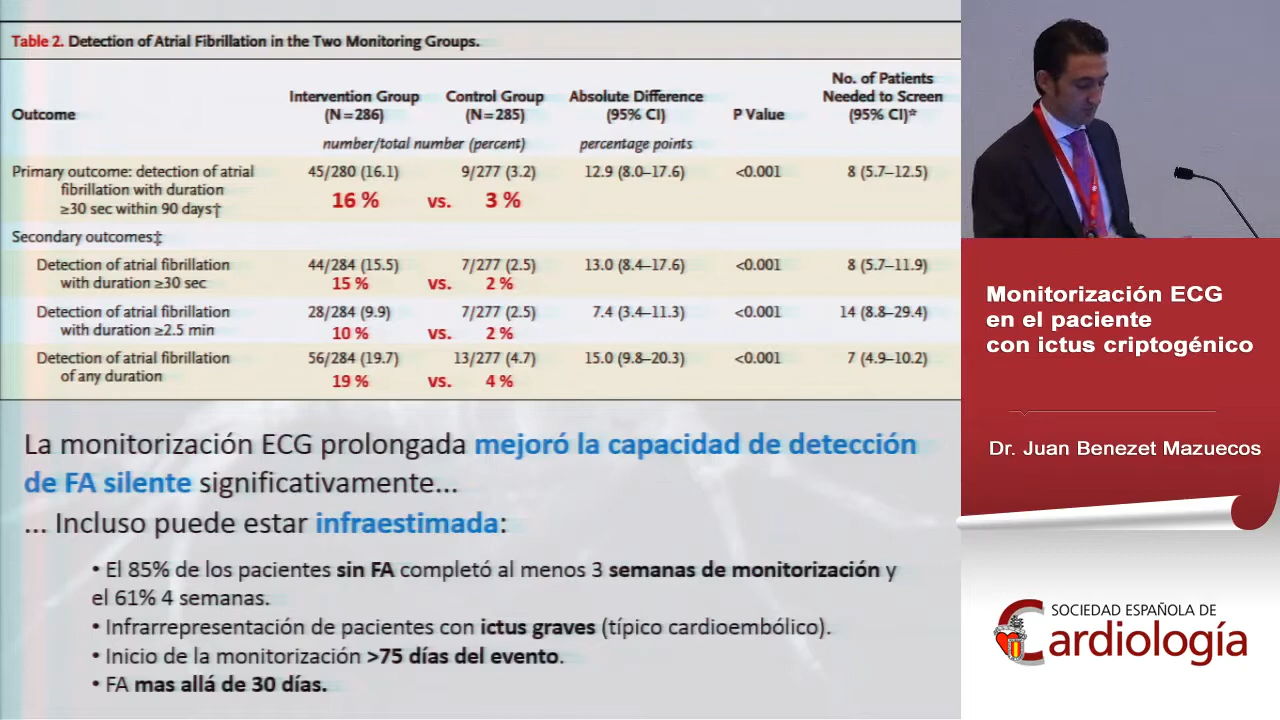 Table 2. Detection of Atrial Fibrillation in the Two Monitoring Groups.
Outcome
Intervention Group (N=286)
Control Group (N=285)
Absolute Difference (95% CI)
P Value
No. of Patients Needed to Screen (95% CI)*
number/total number (percent)
percentage points
Primary outcome: detection of atrial fibrillation with duration ≥30 sec within 90 days†
45/280 (16.1)
9/277 (3.2)
12.9 (8.0–17.6)
<0.001
8 (5.7–12.5)
16 % vs. 3 %
Secondary outcomes‡
Detection of atrial fibrillation with duration ≥30 sec
44/284 (15.5)
7/277 (2.5)
13.0 (8.4–17.6)
<0.001
8 (5.7–11.9)
15 % vs. 2 %
Detection of atrial fibrillation with duration ≥2.5 min
28/284 (9.9)
7/277 (2.5)
7.4 (3.4–11.3)
<0.001
14 (8.8–29.4)
10 % vs. 2 %
Detection of atrial fibrillation of any duration
56/284 (19.7)
13/277 (4.7)
15.0 (9.8–20.3)
<0.001
7 (4.9–10.2)
19 % vs. 4 %
La monitorización ECG prolongada mejoró la capacidad de detección
de FA silente significativamente...
... Incluso puede estar infraestimada:
• El 85% de los pacientes sin FA completó al menos 3 semanas de monitorización y
el 61% 4 semanas.
• Infrarrepresentación de pacientes con ictus graves (típico cardioembólico).
• Inicio de la monitorización >75 días del evento.
• FA mas allá de 30 días.
Monitorización ECG
en el paciente
con ictus criptogénico
Dr. Juan Benezet Mazuecos
SOCIEDAD ESPAÑOLA DE
Cardiología